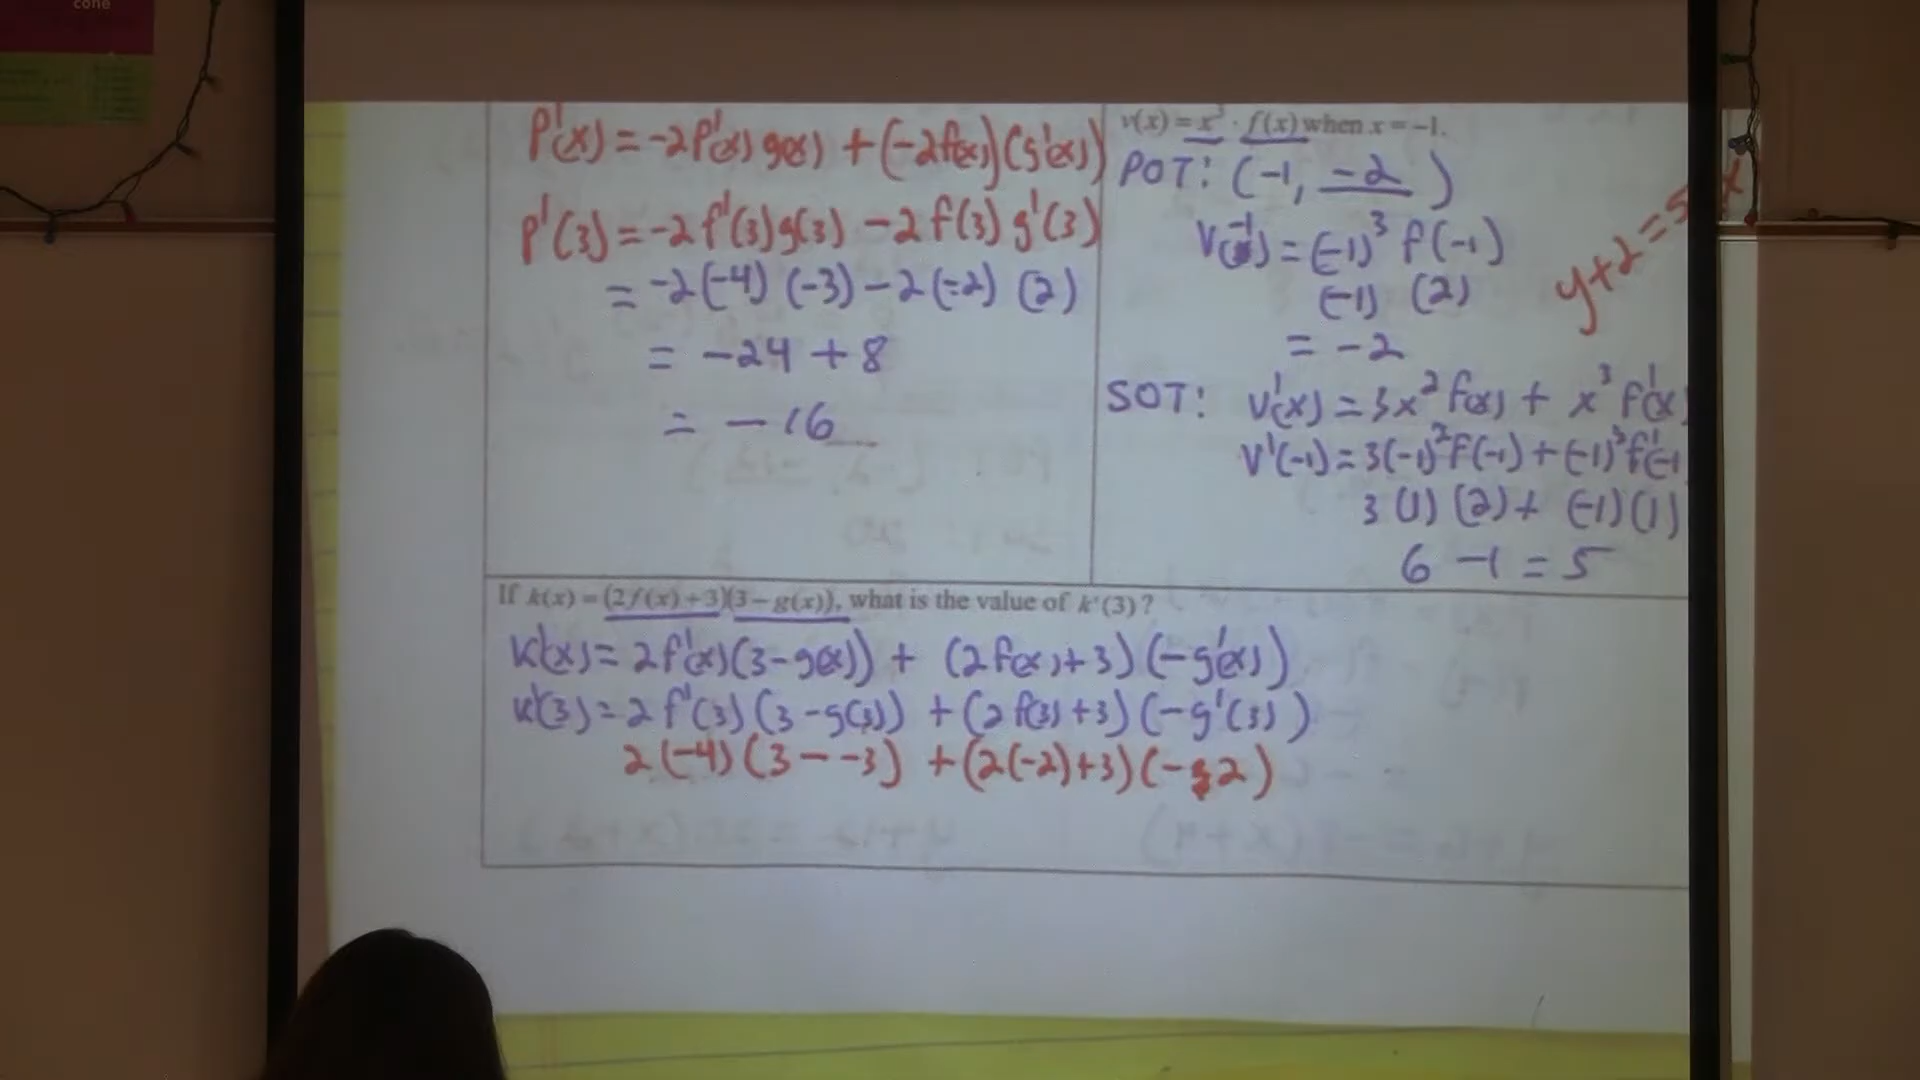 cone
P'(x) = -2f'(x) g(x) + (-2f(x))(g'(x))
P'(3) = -2f'(3)g(3) - 2f(3) g'(3)
= -2(-4) (-3) - 2(-2) (2)
= -24 + 8
= -16
v(x) = x³ · f(x) when x = -1.
POT: (-1, -2)
V(-1) = (-1)³ f(-1)
(-1) (2)
= -2
y+2=5 x
SOT: v'(x) = 3x² f(x) + x³ f'(x)
v'(-1) = 3(-1)² f(-1) + (-1)³ f'(-1
3 (1) (2) + (-1)(1)
6 -1 = 5
If k(x) = (2f(x)+3)(3-g(x)), what is the value of k'(3)?
k'(x) = 2f'(x)(3-g(x)) + (2f(x)+3)(-g'(x))
k'(3) = 2f'(3)(3-g(3)) + (2f(3)+3)(-g'(3))
2(-4)(3--3) + (2(-2)+3)(-2)